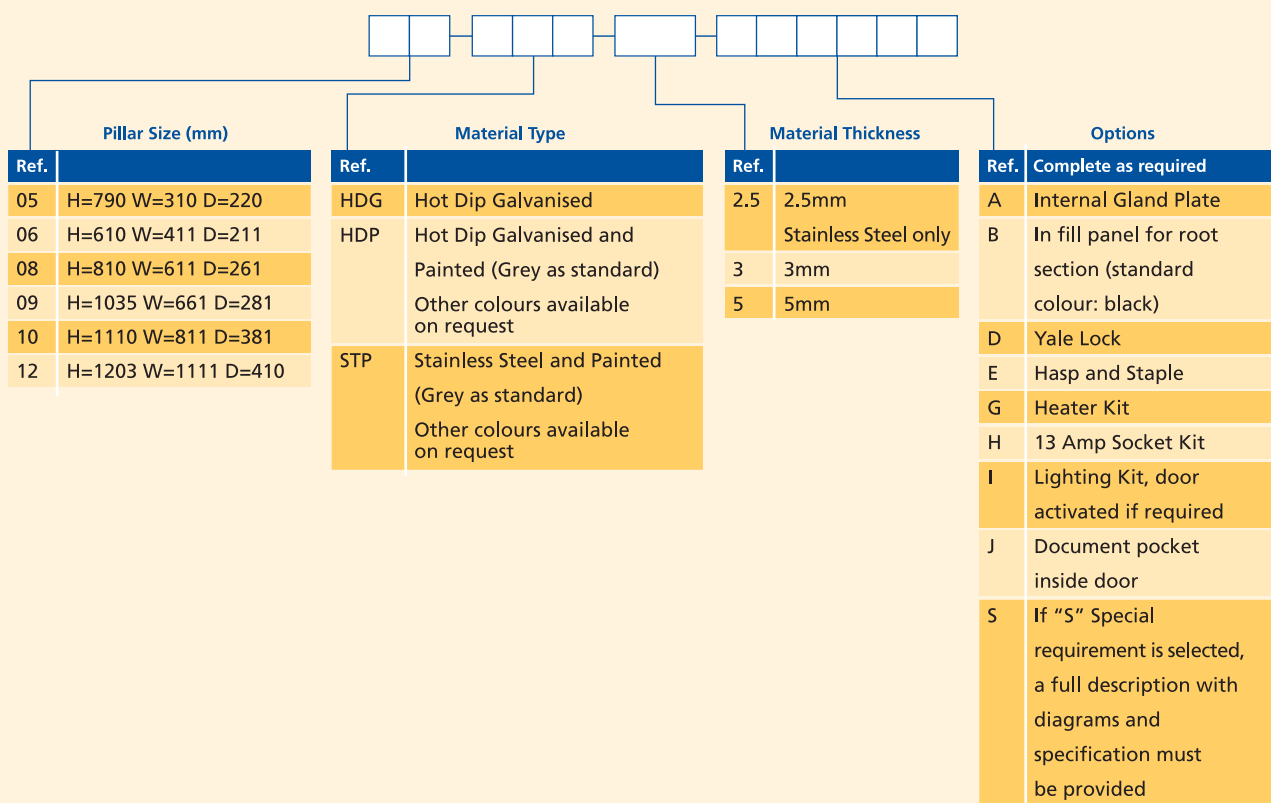 Pillar Size (mm)
Ref.
05 H=790 W=310 D=220
06 H=610 W=411 D=211
08 H=810 W=611 D=261
09 H=1035 W=661 D=281
10 H=1110 W=811 D=381
12 H=1203 W=1111 D=410
Material Type
Ref.
HDG Hot Dip Galvanised
HDP Hot Dip Galvanised and
Painted (Grey as standard)
Other colours available
on request
STP Stainless Steel and Painted
(Grey as standard)
Other colours available
on request
Material Thickness
Ref.
2.5 2.5mm
Stainless Steel only
3 3mm
5 5mm
Options
Ref. Complete as required
A Internal Gland Plate
B In fill panel for root
section (standard
colour: black)
D Yale Lock
E Hasp and Staple
G Heater Kit
H 13 Amp Socket Kit
I Lighting Kit, door
activated if required
J Document pocket
inside door
S If “S” Special
requirement is selected,
a full description with
diagrams and
specification must
be provided